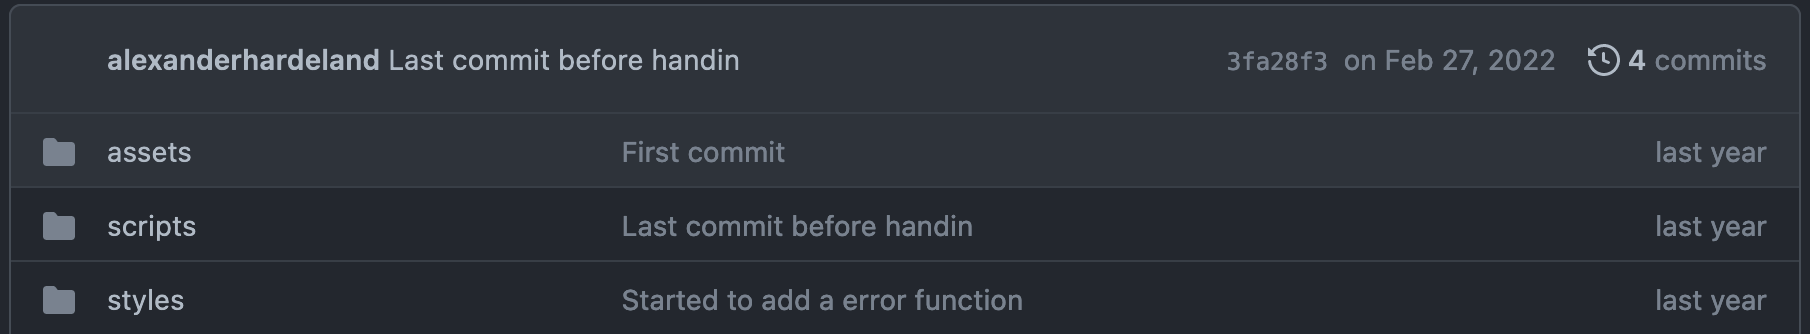 alexanderhardeland Last commit before handin 3fa28f3 on Feb 27, 2022 4 commits
assets First commit last year
scripts Last commit before handin last year
styles Started to add a error function last year